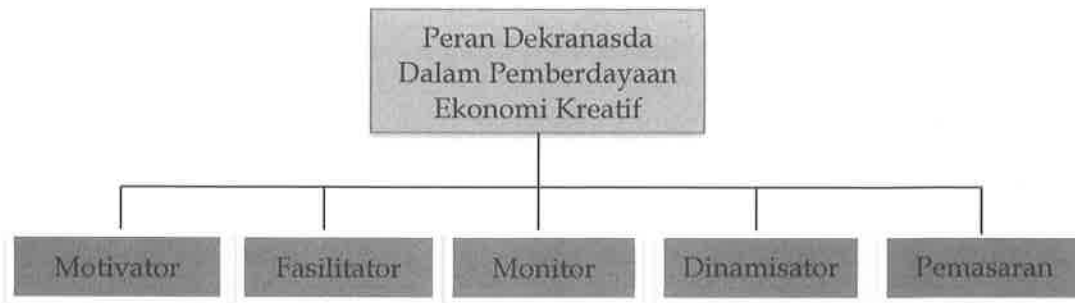 Peran Dekranasda
Dalam Pemberdayaan
Ekonomi Kreatif
Motivator
Fasilitator
Monitor
Dinamisator
Pemasaran